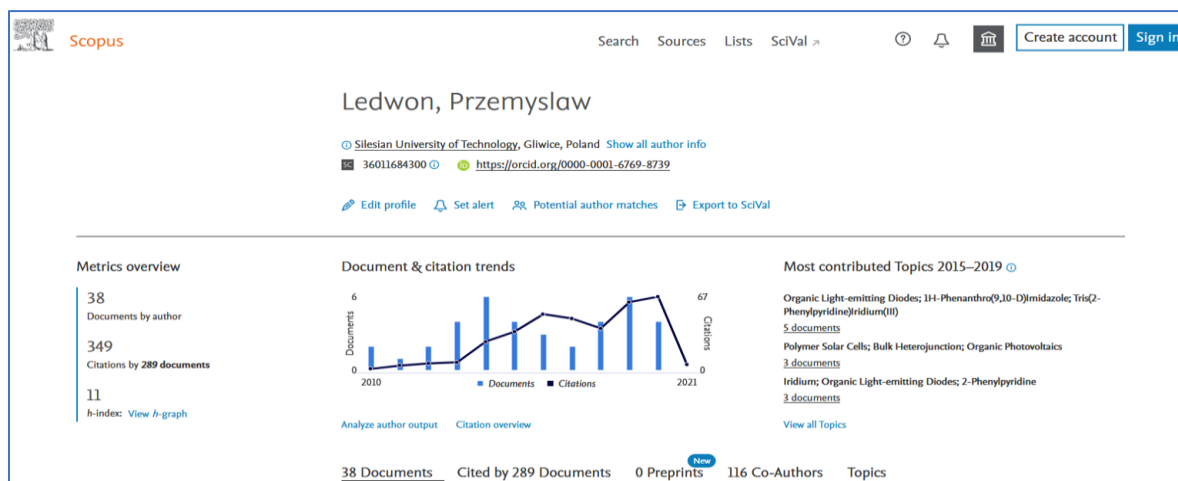 Scopus
Search Sources Lists SciVal ↗
Create account
Sign in
Ledwon, Przemyslaw
Silesian University of Technology, Gliwice, Poland Show all author info
SC 36011684300 iD https://orcid.org/0000-0001-6769-8739
Edit profile Set alert Potential author matches Export to SciVal
Metrics overview
38
Documents by author
349
Citations by 289 documents
11
h-index: View h-graph
Document & citation trends
6
67
Documents
Citations
0
0
2010
2021
Documents Citations
Analyze author output Citation overview
Most contributed Topics 2015–2019
Organic Light-emitting Diodes; 1H-Phenanthro(9,10-D)Imidazole; Tris(2-
Phenylpyridine)Iridium(III)
5 documents
Polymer Solar Cells; Bulk Heterojunction; Organic Photovoltaics
3 documents
Iridium; Organic Light-emitting Diodes; 2-Phenylpyridine
3 documents
View all Topics
New
38 Documents Cited by 289 Documents 0 Preprints 116 Co-Authors Topics